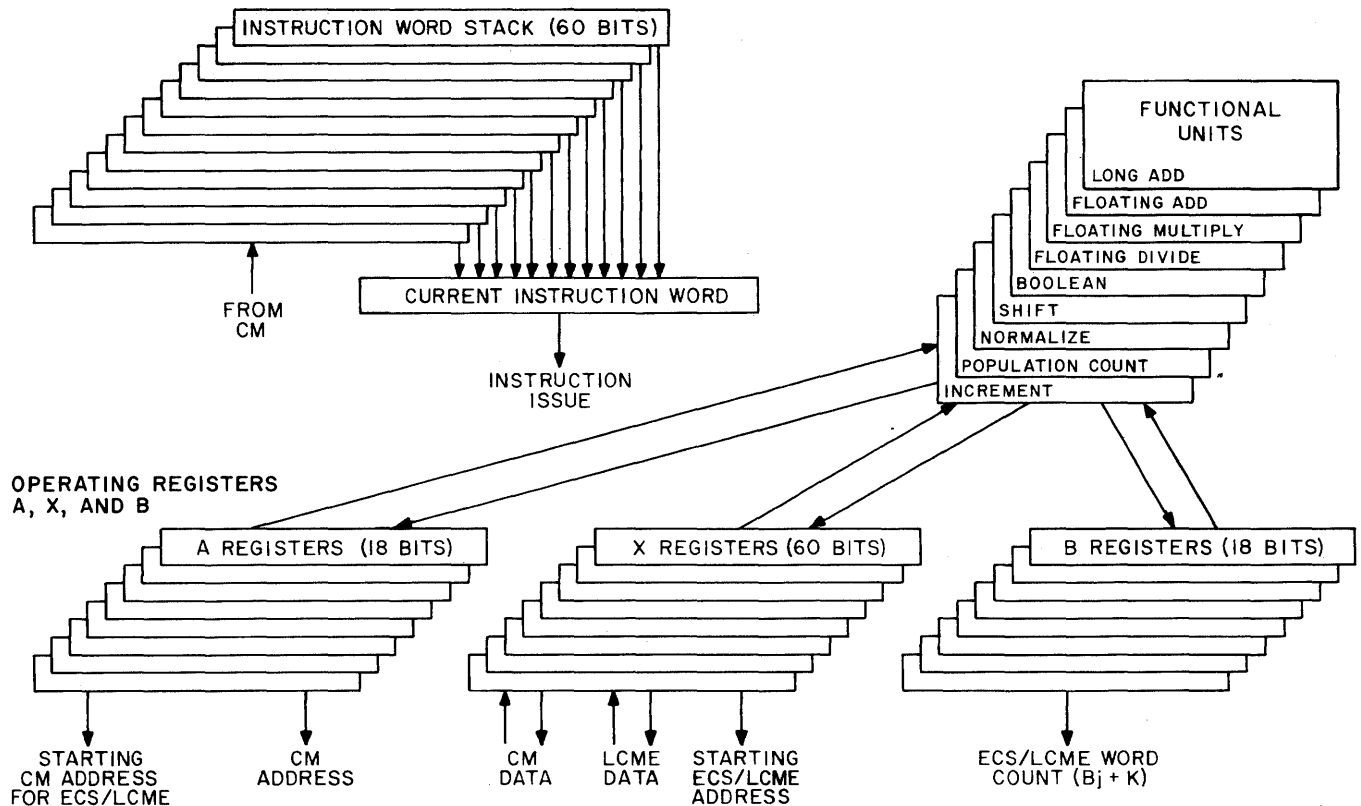 INSTRUCTION WORD STACK (60 BITS)
FROM
CM
CURRENT INSTRUCTION WORD
INSTRUCTION
ISSUE
FUNCTIONAL
UNITS
LONG ADD
FLOATING ADD
FLOATING MULTIPLY
FLOATING DIVIDE
BOOLEAN
SHIFT
NORMALIZE
POPULATION COUNT
INCREMENT
OPERATING REGISTERS
A, X, AND B
A REGISTERS (18 BITS)
X REGISTERS (60 BITS)
B REGISTERS (18 BITS)
STARTING
CM ADDRESS
FOR ECS/LCME
CM
ADDRESS
CM
DATA
LCME
DATA
STARTING
ECS/LCME
ADDRESS
ECS/LCME WORD
COUNT (Bj + K)